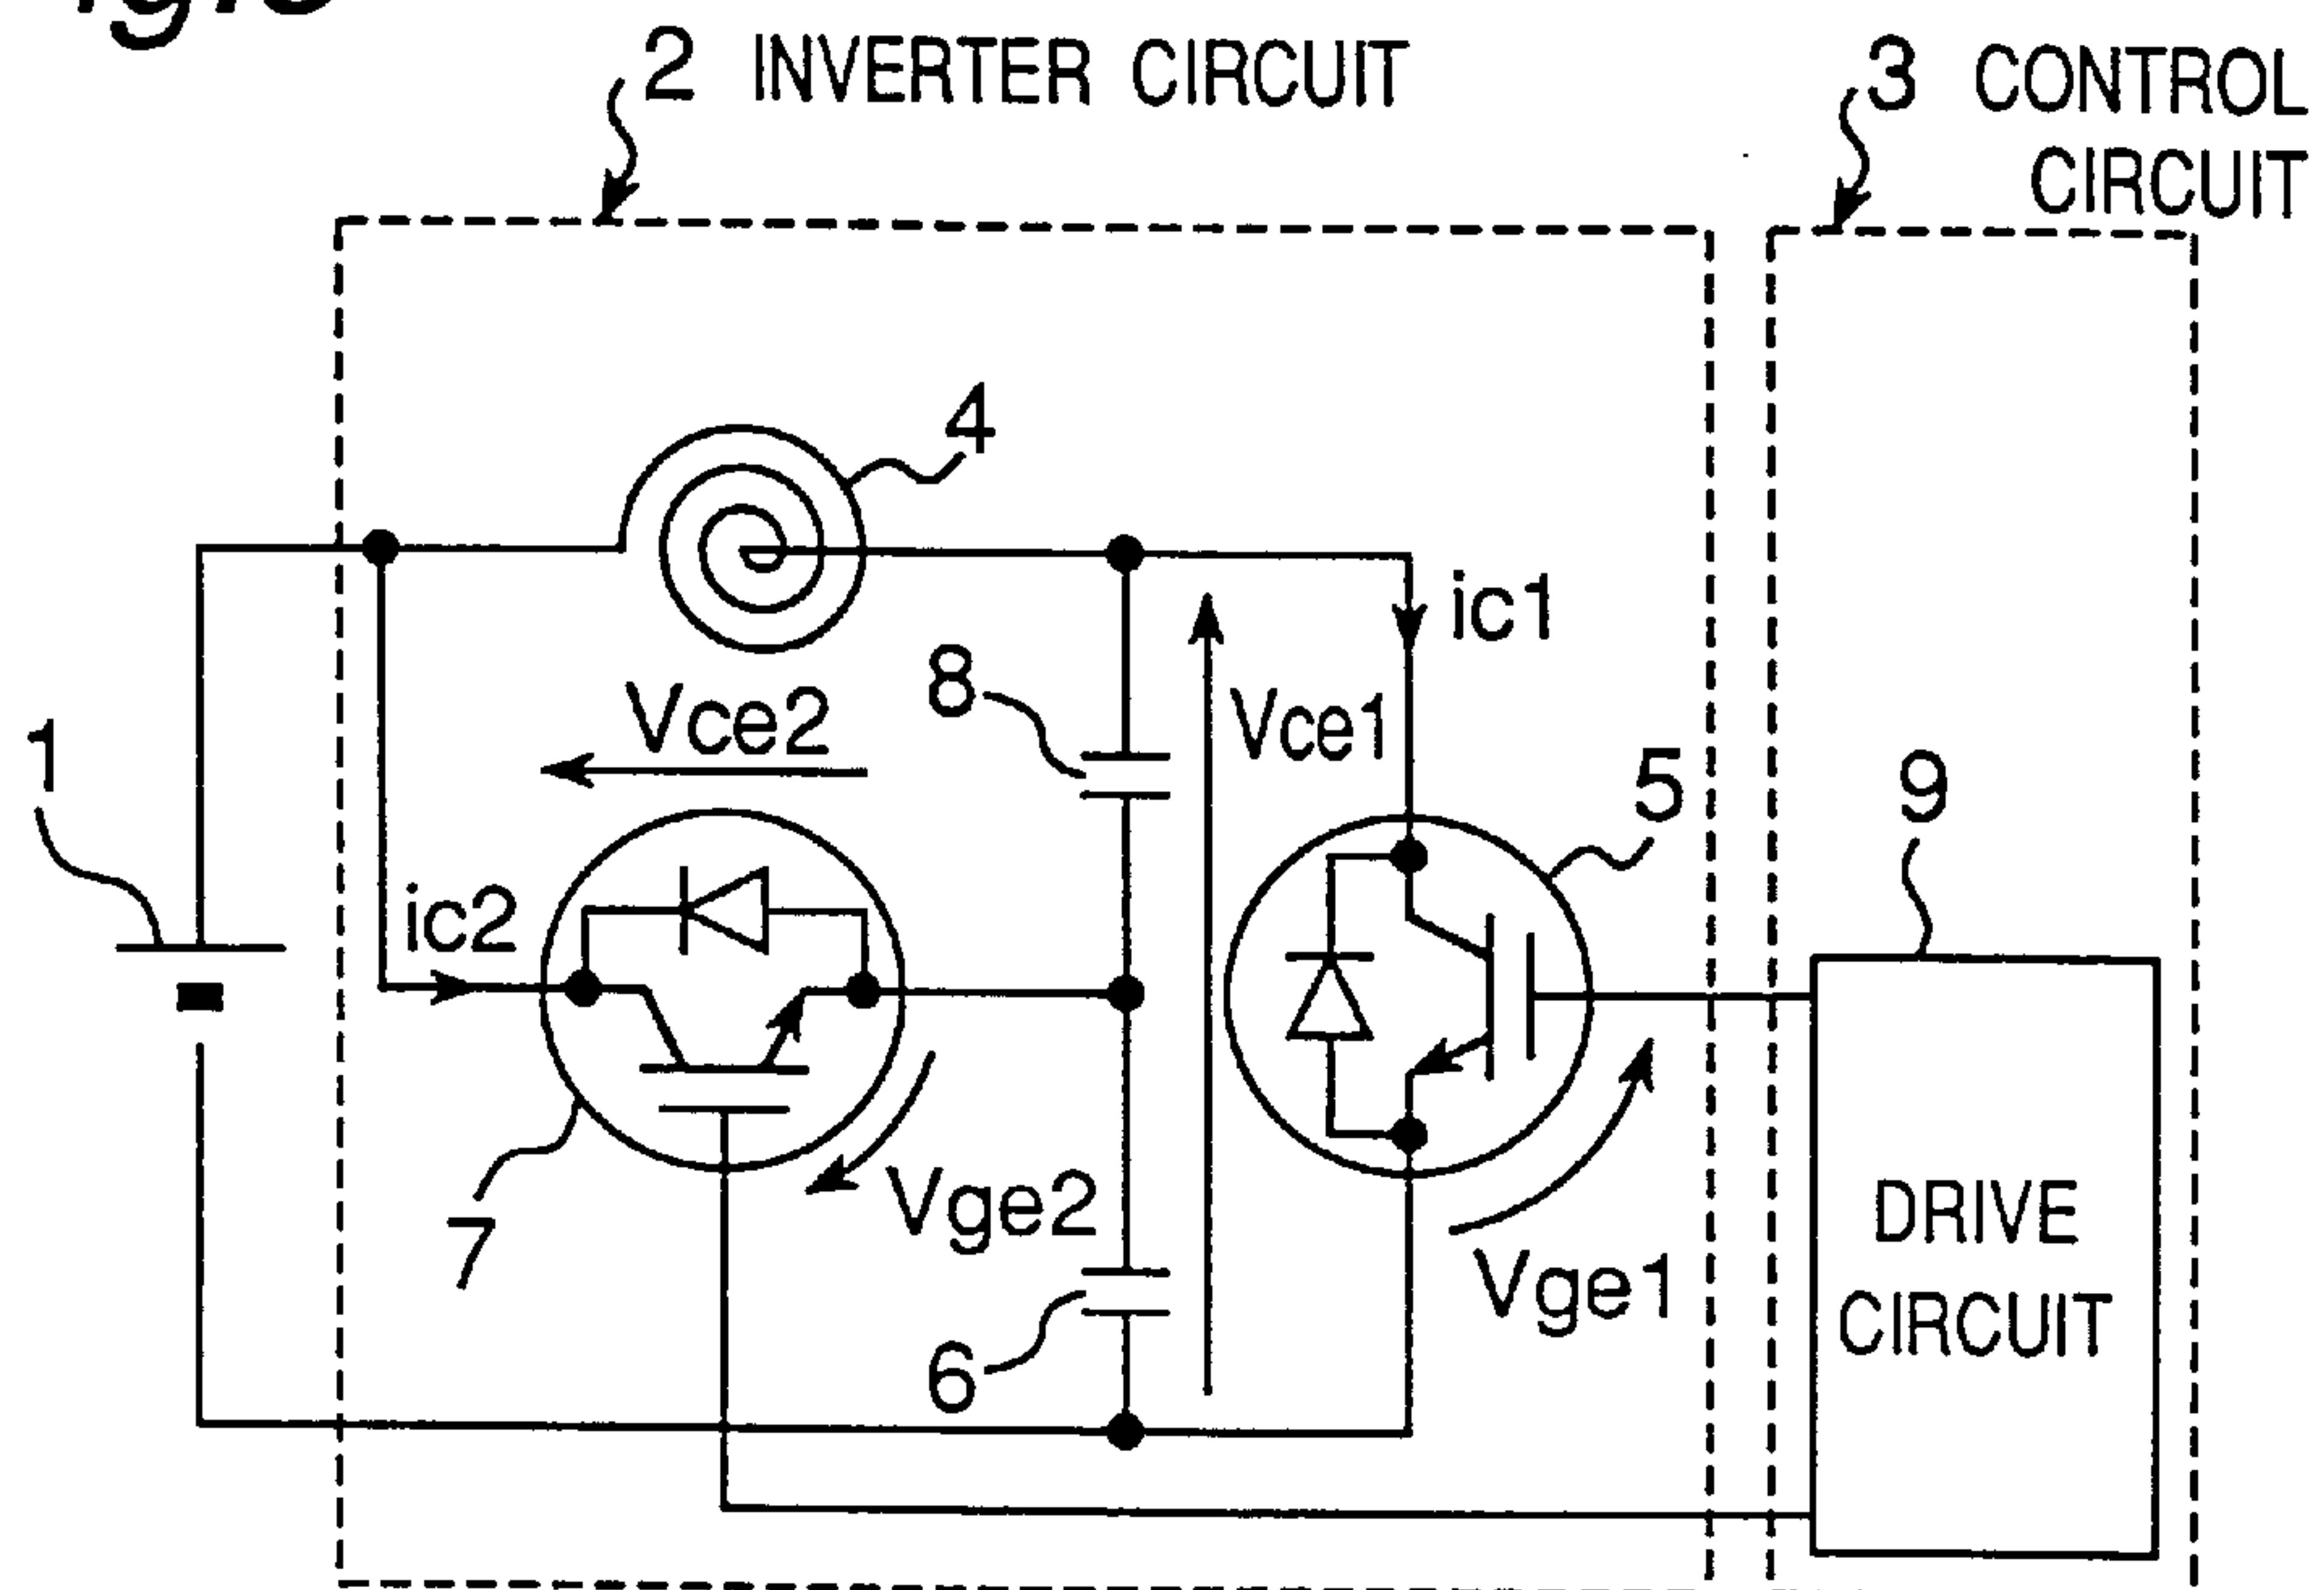 2 INVERTER CIRCUIT
3 CONTROL
CIRCUIT
4
ic1
8
Vce2
Vce1
1
5
9
ic2
Vge2
7
DRIVE
Vge1
CIRCUIT
6